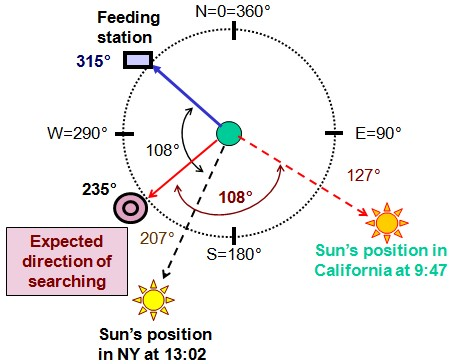 Feeding
station
N=0=360°
315°
W=290°
108°
E=90°
127°
235°
108°
207°
S=180°
Expected
direction of
searching
Sun's position in
California at 9:47
Sun's position
in NY at 13:02